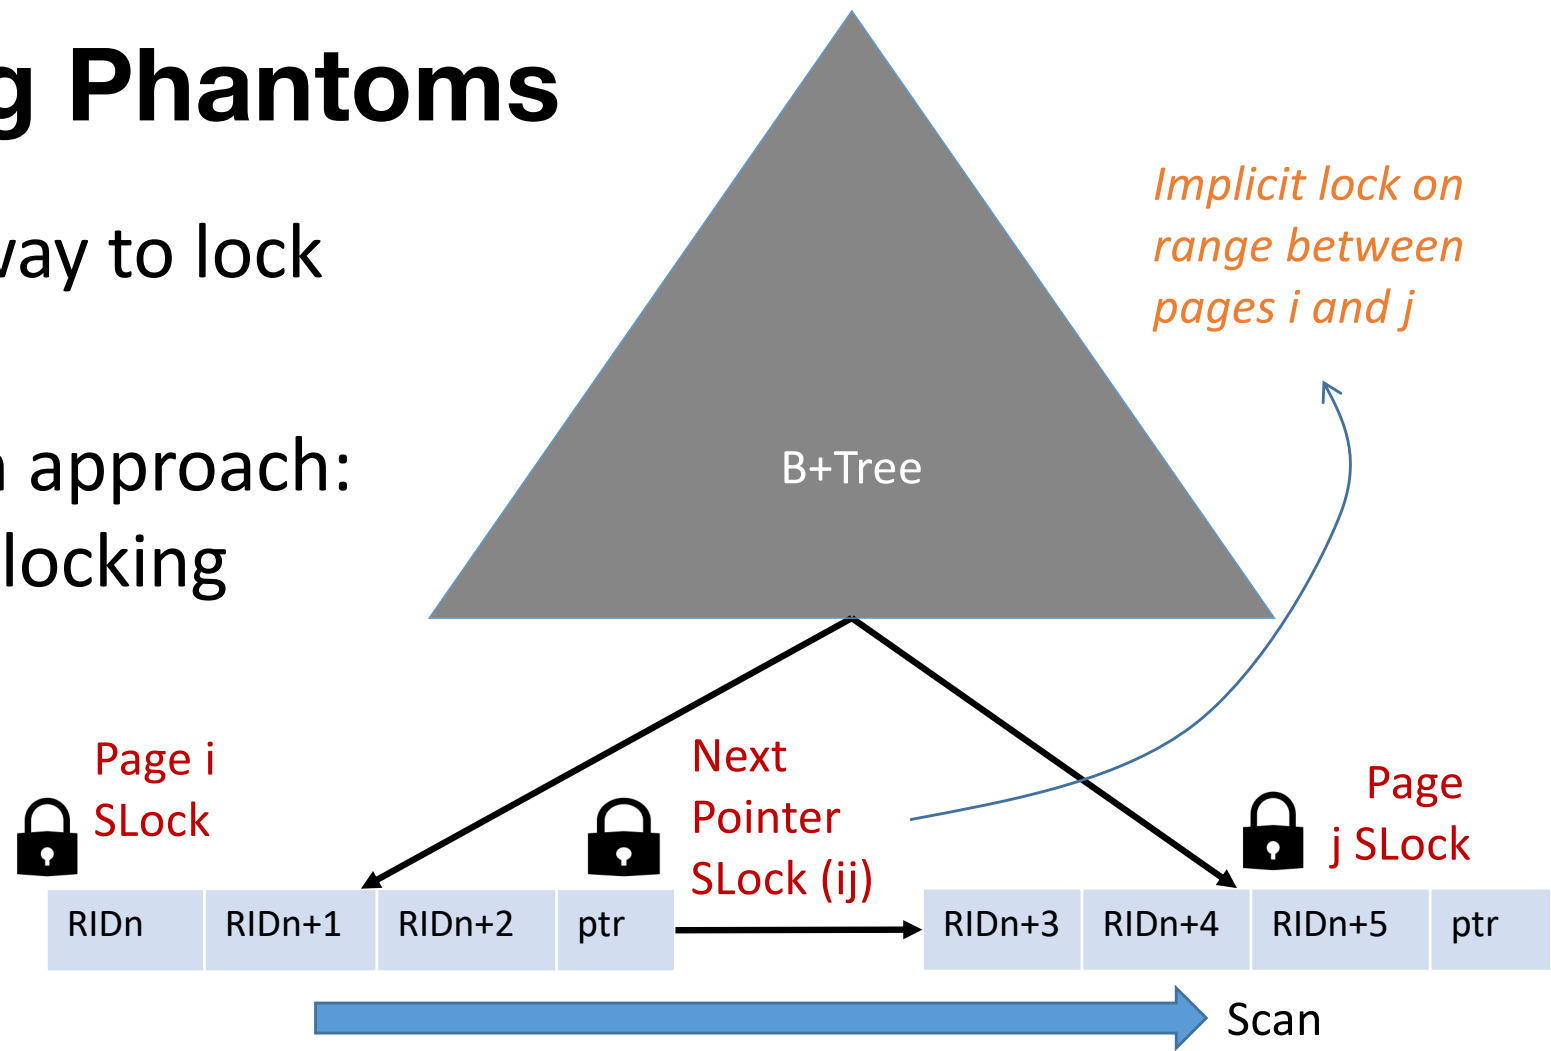 g Phantoms
way to lock
n approach:
locking
B+Tree
Implicit lock on
range between
pages i and j
Page i
SLock
Next
Pointer
SLock (ij)
Page
j SLock
RIDn RIDn+1 RIDn+2 ptr
RIDn+3 RIDn+4 RIDn+5 ptr
Scan